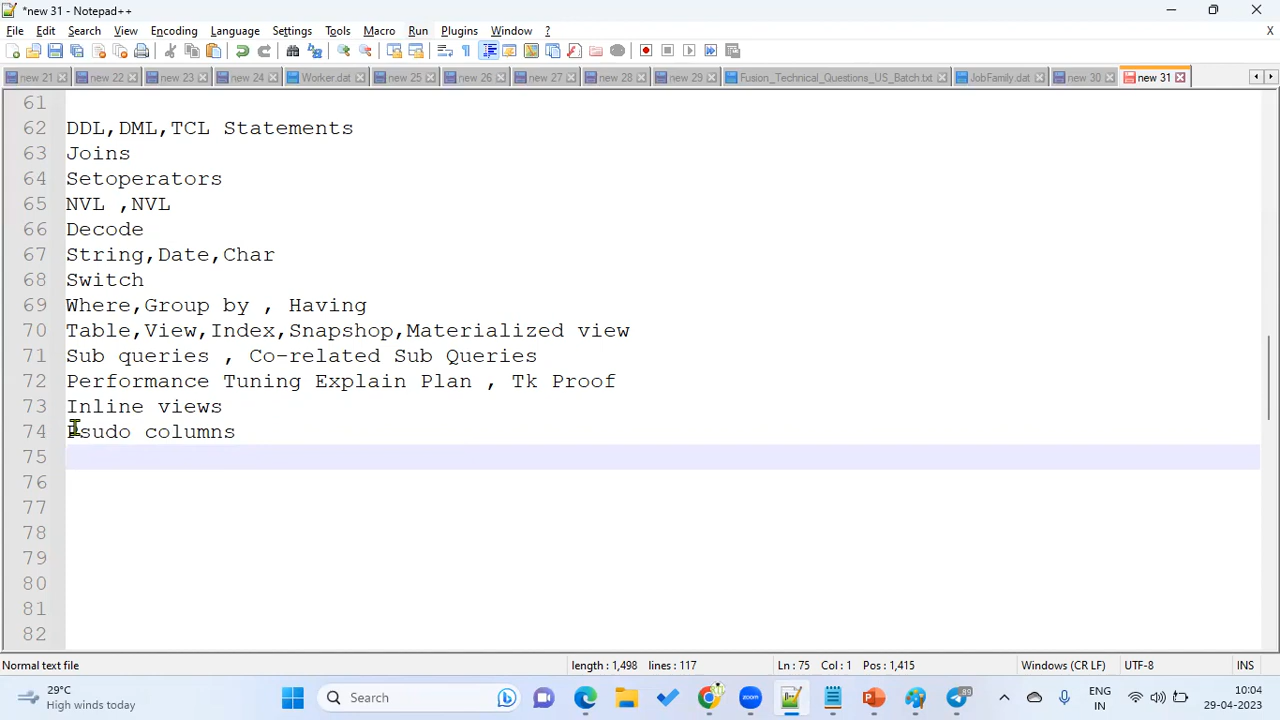 *new 31 - Notepad++
File Edit Search View Encoding Language Settings Tools Macro Run Plugins Window ?
X
new 21 new 22 new 23 new 24 Worker.dat new 25 new 26 new 27 new 28 new 29 Fusion_Technical_Questions_US_Batch.txt JobFamily.dat new 30 new 31
61
62 DDL,DML,TCL Statements
63 Joins
64 Setoperators
65 NVL ,NVL
66 Decode
67 String,Date,Char
68 Switch
69 Where,Group by , Having
70 Table,View,Index,Snapshop,Materialized view
71 Sub queries , Co-related Sub Queries
72 Performance Tuning Explain Plan , Tk Proof
73 Inline views
74 Psudo columns
75
76
77
78
79
80
81
82
Normal text file length : 1,498 lines : 117 Ln : 75 Col : 1 Pos : 1,415 Windows (CR LF) UTF-8 INS
29°C
High winds today
Search
89
ENG
IN
10:04
29-04-2023